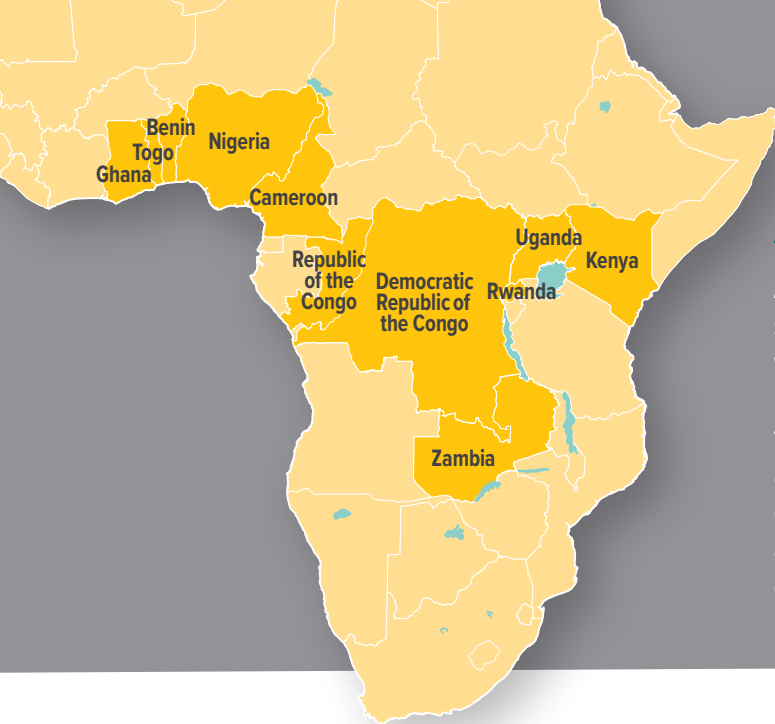 Benin
Nigeria
Togo
Ghana
Cameroon
Uganda
Kenya
Republic
of the
Congo
Democratic
Republic of
the Congo
Rwanda
Zambia